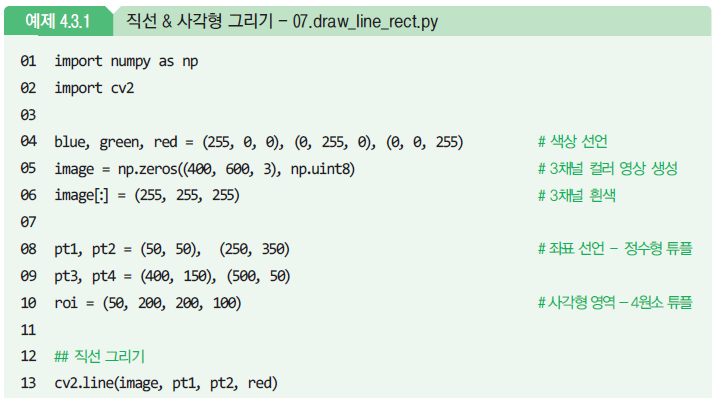 예제 4.3.1 직선 & 사각형 그리기 - 07.draw_line_rect.py
01 import numpy as np
02 import cv2
03
04 blue, green, red = (255, 0, 0), (0, 255, 0), (0, 0, 255) # 색상 선언
05 image = np.zeros((400, 600, 3), np.uint8) # 3채널 컬러 영상 생성
06 image[:] = (255, 255, 255) # 3채널 흰색
07
08 pt1, pt2 = (50, 50), (250, 350) # 좌표 선언 - 정수형 튜플
09 pt3, pt4 = (400, 150), (500, 50)
10 roi = (50, 200, 200, 100) # 사각형 영역 - 4원소 튜플
11
12 ## 직선 그리기
13 cv2.line(image, pt1, pt2, red)